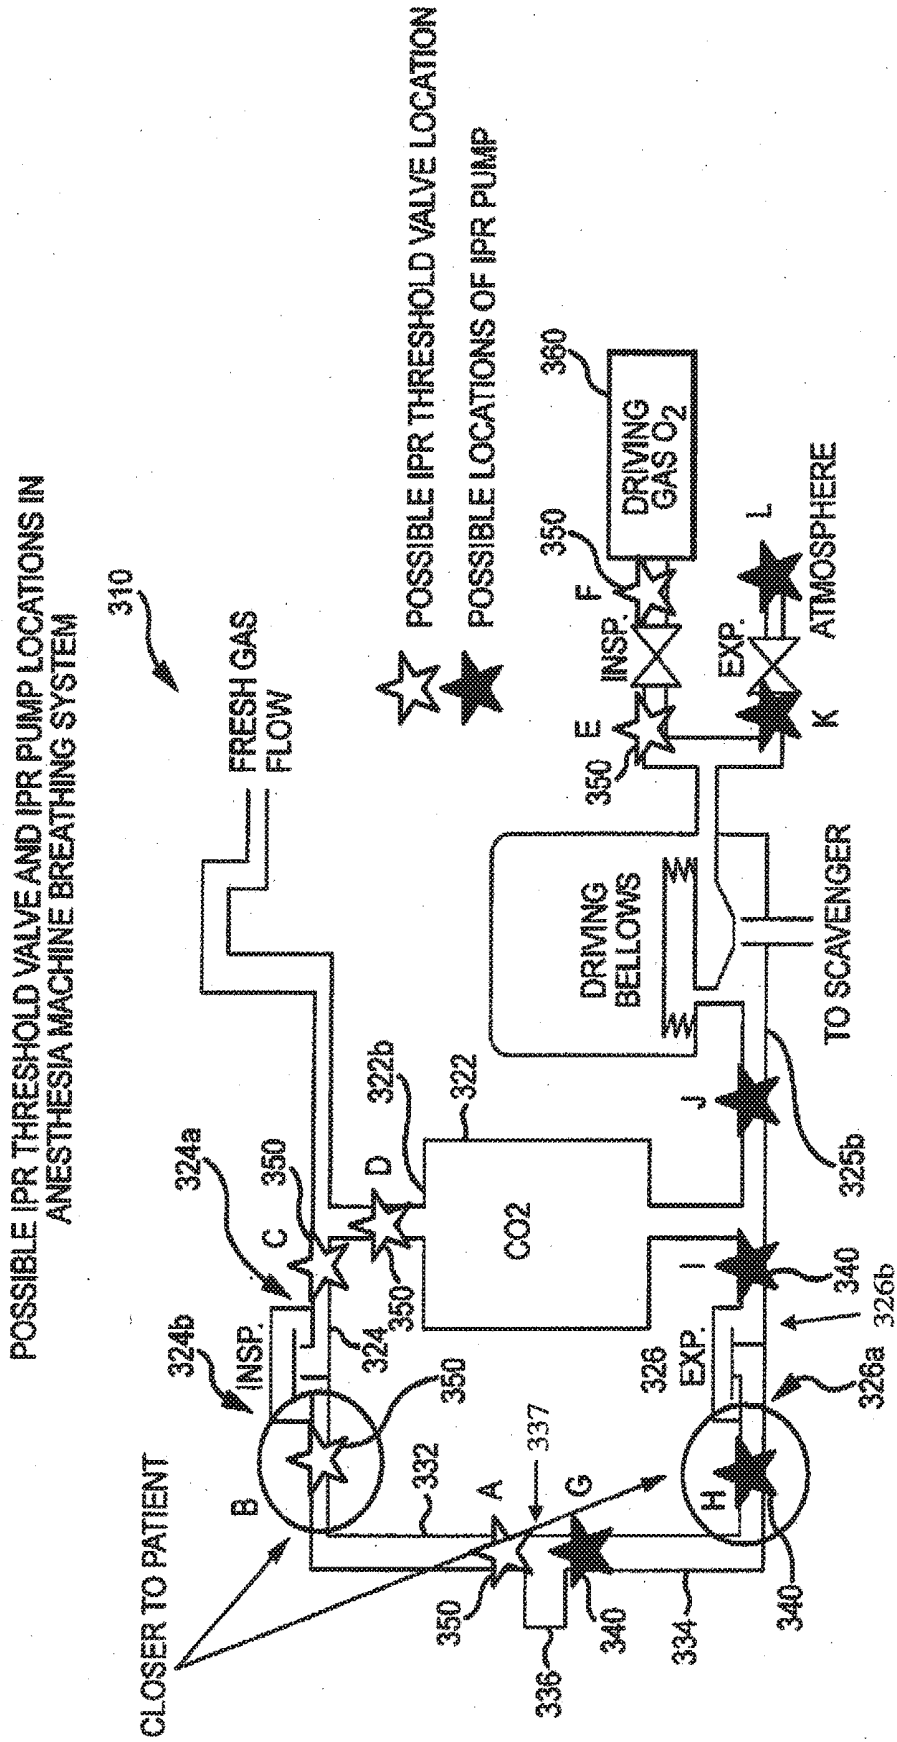 POSSIBLE IPR THRESHOLD VALVE AND IPR PUMP LOCATIONS IN
ANESTHESIA MACHINE BREATHING SYSTEM
310
CLOSER TO PATIENT
324b
324a
FRESH GAS
FLOW
B
INSP.
C
350
350
324
D
350
322b
322
CO2
332
A
350
337
G
336
340
334
H
340
326
EXP.
326a
326b
I
340
J
325b
DRIVING
BELLOWS
TO SCAVENGER
E
350
INSP.
F
350
360
DRIVING
GAS O2
K
EXP.
L
ATMOSPHERE
POSSIBLE IPR THRESHOLD VALVE LOCATION
POSSIBLE LOCATIONS OF IPR PUMP